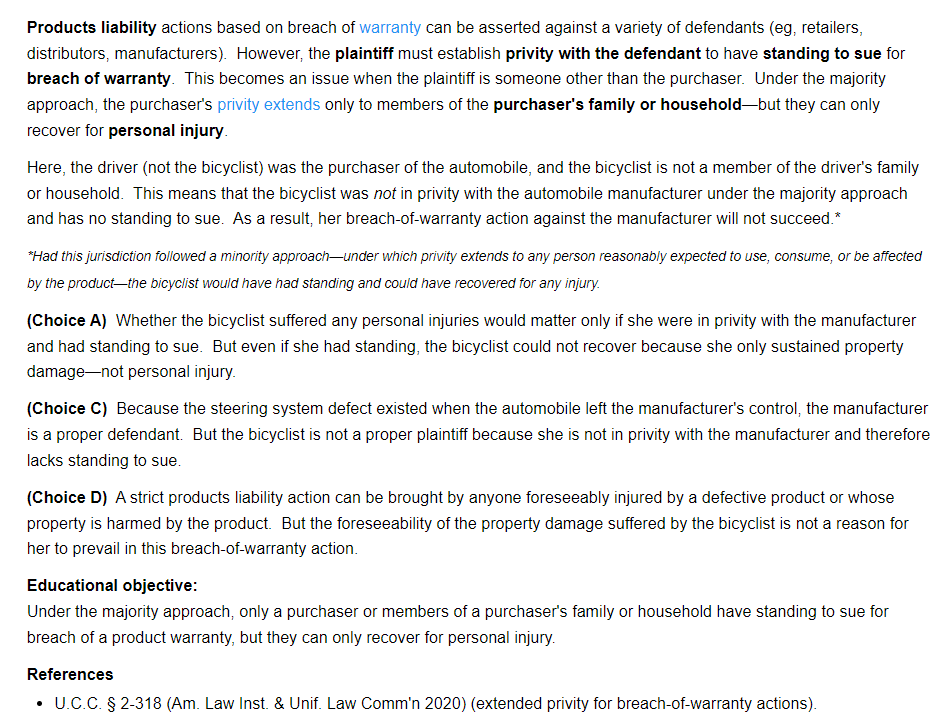 Products liability actions based on breach of warranty can be asserted against a variety of defendants (eg, retailers,
distributors, manufacturers).  However, the plaintiff must establish privity with the defendant to have standing to sue for
breach of warranty.  This becomes an issue when the plaintiff is someone other than the purchaser.  Under the majority
approach, the purchaser's privity extends only to members of the purchaser's family or household—but they can only
recover for personal injury.
Here, the driver (not the bicyclist) was the purchaser of the automobile, and the bicyclist is not a member of the driver's family
or household.  This means that the bicyclist was not in privity with the automobile manufacturer under the majority approach
and has no standing to sue.  As a result, her breach-of-warranty action against the manufacturer will not succeed.*
*Had this jurisdiction followed a minority approach—under which privity extends to any person reasonably expected to use, consume, or be affected
by the product—the bicyclist would have had standing and could have recovered for any injury.
(Choice A)  Whether the bicyclist suffered any personal injuries would matter only if she were in privity with the manufacturer
and had standing to sue.  But even if she had standing, the bicyclist could not recover because she only sustained property
damage—not personal injury.
(Choice C)  Because the steering system defect existed when the automobile left the manufacturer's control, the manufacturer
is a proper defendant.  But the bicyclist is not a proper plaintiff because she is not in privity with the manufacturer and therefore
lacks standing to sue.
(Choice D)  A strict products liability action can be brought by anyone foreseeably injured by a defective product or whose
property is harmed by the product.  But the foreseeability of the property damage suffered by the bicyclist is not a reason for
her to prevail in this breach-of-warranty action.
Educational objective:
Under the majority approach, only a purchaser or members of a purchaser's family or household have standing to sue for
breach of a product warranty, but they can only recover for personal injury.
References
• U.C.C. § 2-318 (Am. Law Inst. & Unif. Law Comm'n 2020) (extended privity for breach-of-warranty actions).